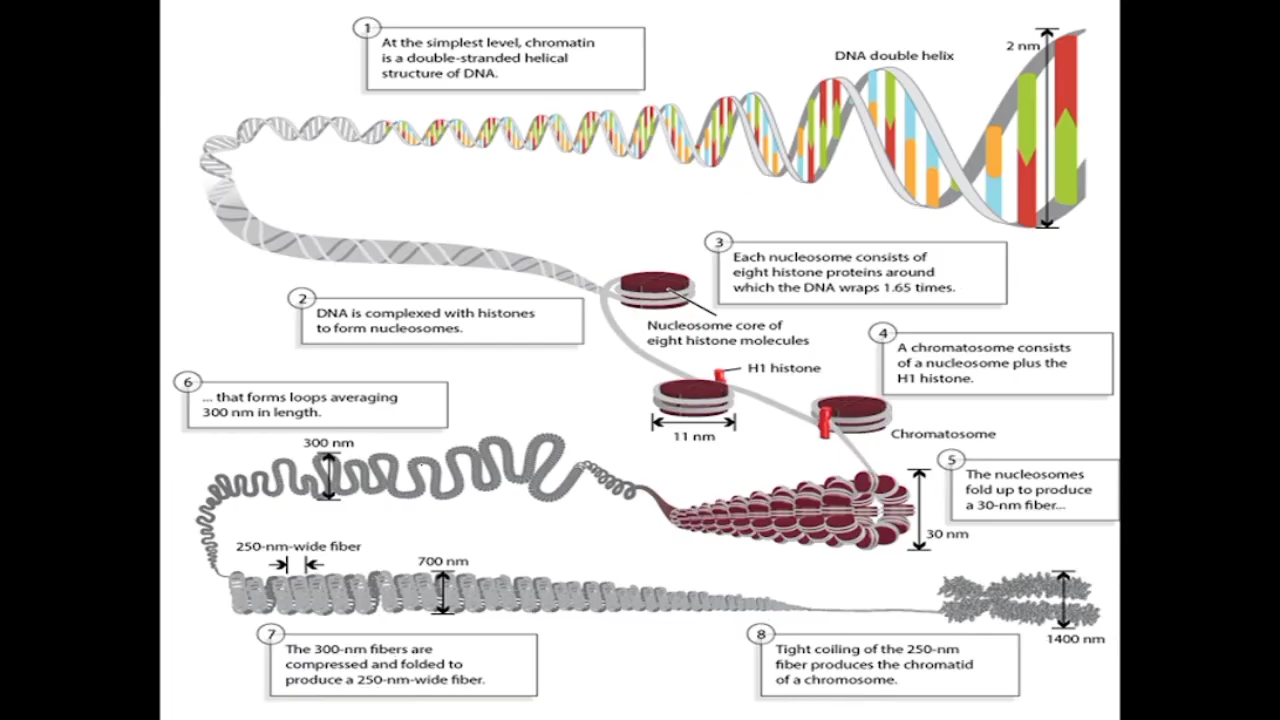 1
At the simplest level, chromatin
is a double-stranded helical
structure of DNA.
DNA double helix
2 nm
2
DNA is complexed with histones
to form nucleosomes.
3
Each nucleosome consists of
eight histone proteins around
which the DNA wraps 1.65 times.
Nucleosome core of
eight histone molecules
H1 histone
11 nm
4
A chromatosome consists
of a nucleosome plus the
H1 histone.
Chromatosome
5
The nucleosomes
fold up to produce
a 30-nm fiber...
30 nm
6
... that forms loops averaging
300 nm in length.
300 nm
250-nm-wide fiber
700 nm
7
The 300-nm fibers are
compressed and folded to
produce a 250-nm-wide fiber.
8
Tight coiling of the 250-nm
fiber produces the chromatid
of a chromosome.
1400 nm